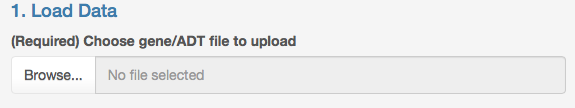 1. Load Data
(Required) Choose gene/ADT file to upload
Browse... No file selected